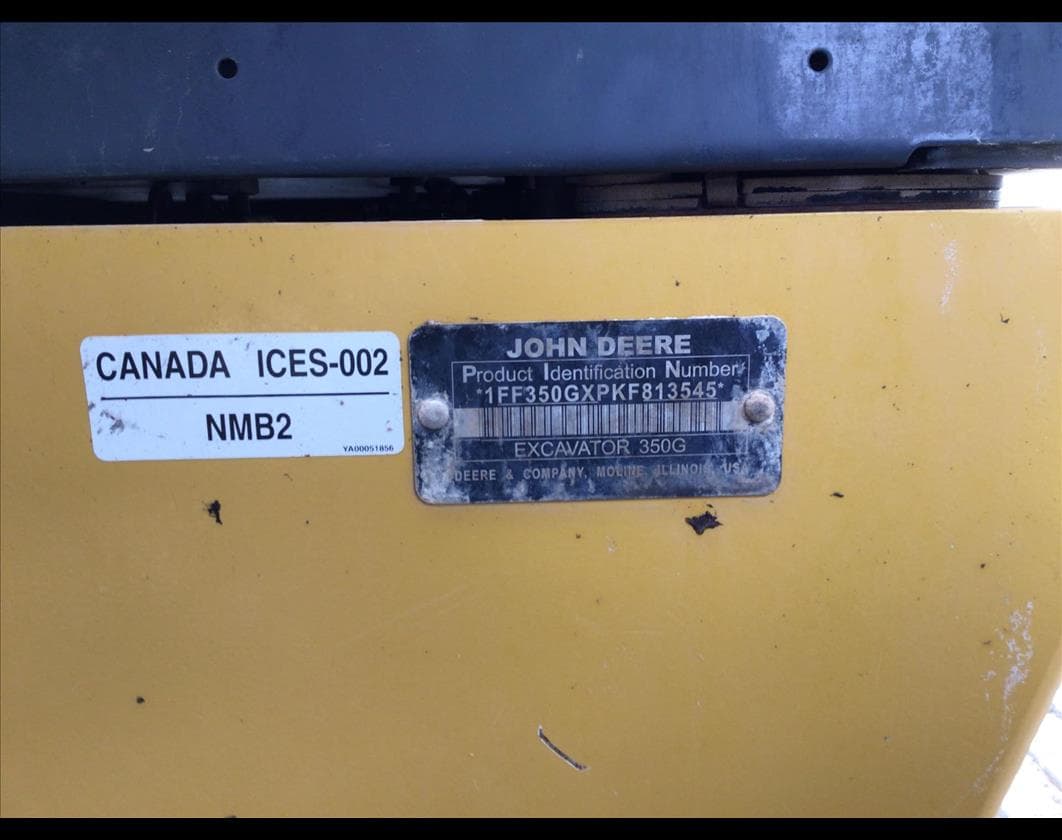 CANADA ICES-002
NMB2
YA00051856
JOHN DEERE
Product Identification Number
*1FF350GXPKF813545*
EXCAVATOR 350G
DEERE & COMPANY, MOLINE, ILLINOIS, USA